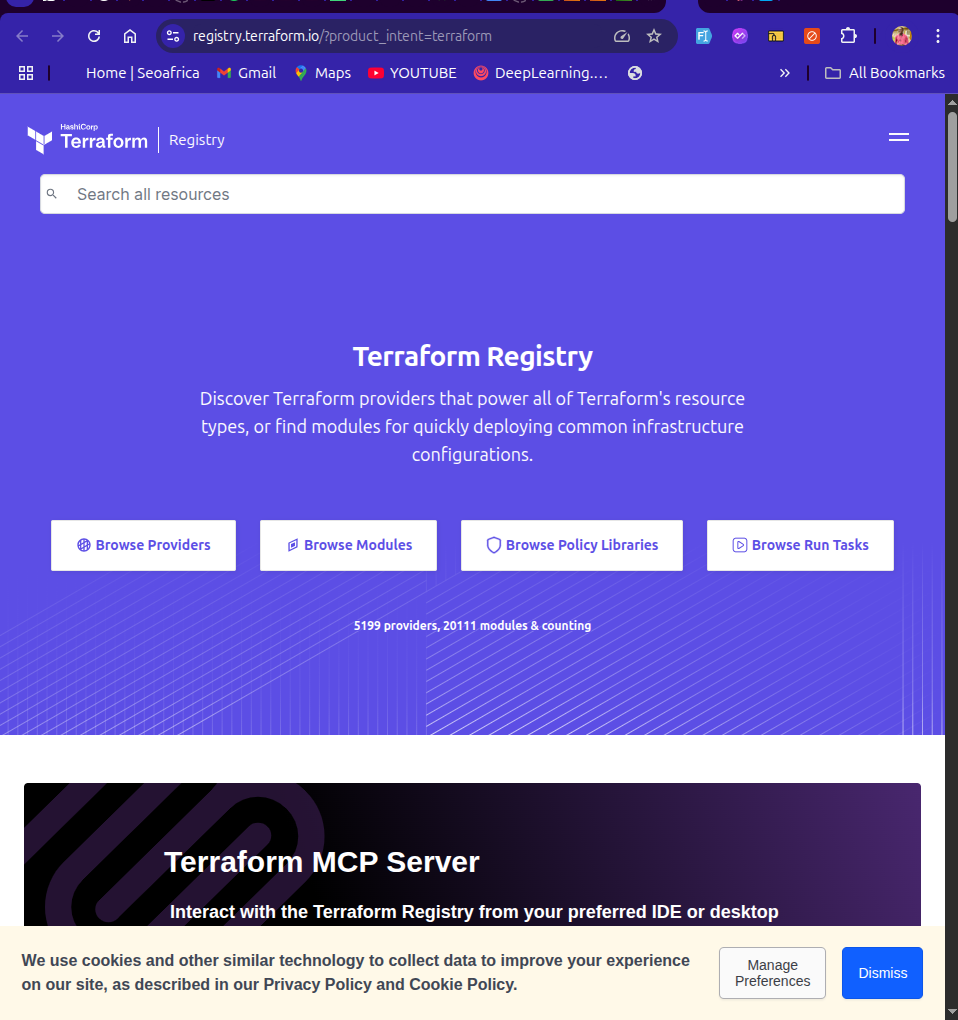 registry.terraform.io/?product_intent=terraform
Home | Seoafrica Gmail Maps YOUTUBE DeepLearning.... » All Bookmarks
HashiCorp
Terraform Registry
Search all resources
Terraform Registry
Discover Terraform providers that power all of Terraform's resource
types, or find modules for quickly deploying common infrastructure
configurations.
Browse Providers Browse Modules Browse Policy Libraries Browse Run Tasks
5199 providers, 20111 modules & counting
Terraform MCP Server
Interact with the Terraform Registry from your preferred IDE or desktop
We use cookies and other similar technology to collect data to improve your experience
on our site, as described in our Privacy Policy and Cookie Policy.
Manage
Preferences
Dismiss